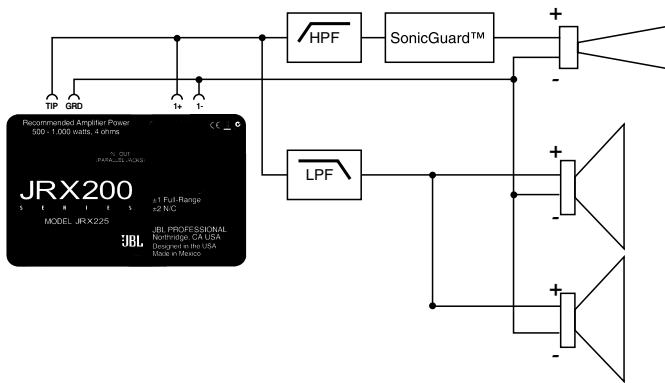 HPF
SonicGuard™
+
-
TIP GRD 1+ 1-
Recommended Amplifier Power
500 - 1,000 watts, 4 ohms
IN OUT
(PARALLEL JACKS)
JRX200
S E R I E S
MODEL JRX225
±1 Full-Range
±2 N/C
JBL
JBL PROFESSIONAL
Northridge, CA USA
Designed in the USA
Made in Mexico
LPF
+
-
+
-